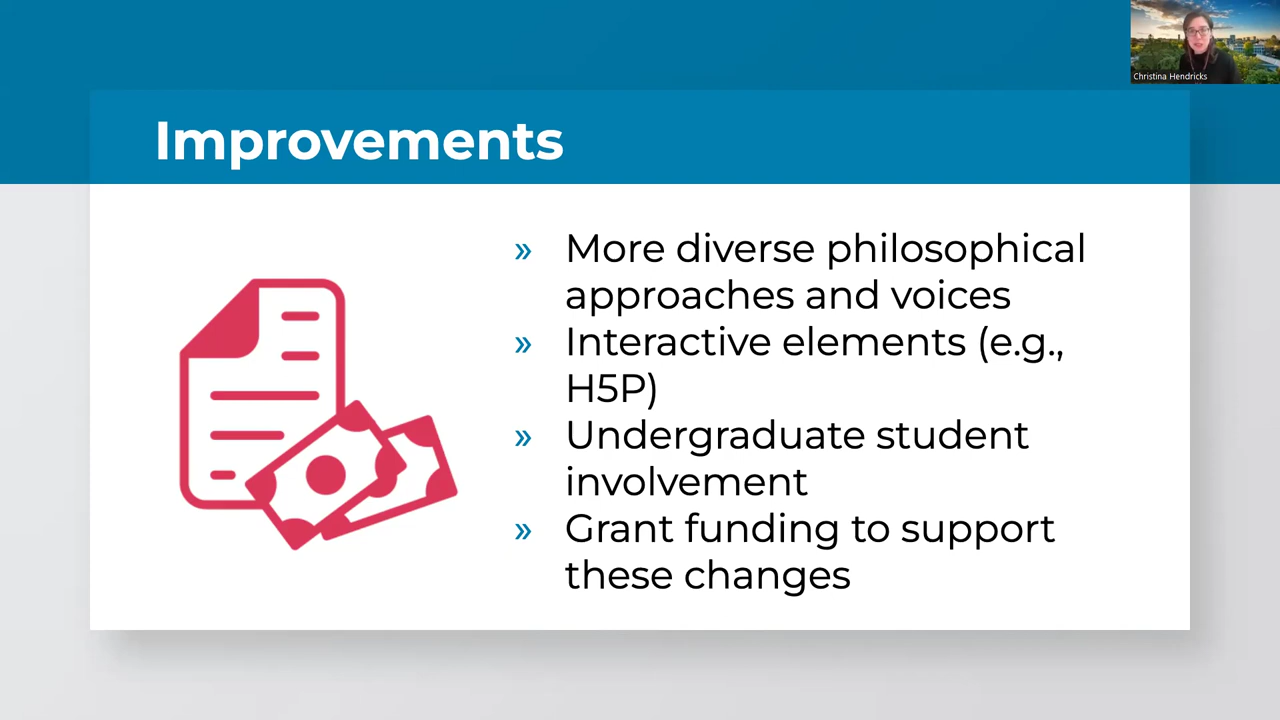 Christina Hendricks
Improvements
» More diverse philosophical
approaches and voices
» Interactive elements (e.g.,
H5P)
» Undergraduate student
involvement
» Grant funding to support
these changes